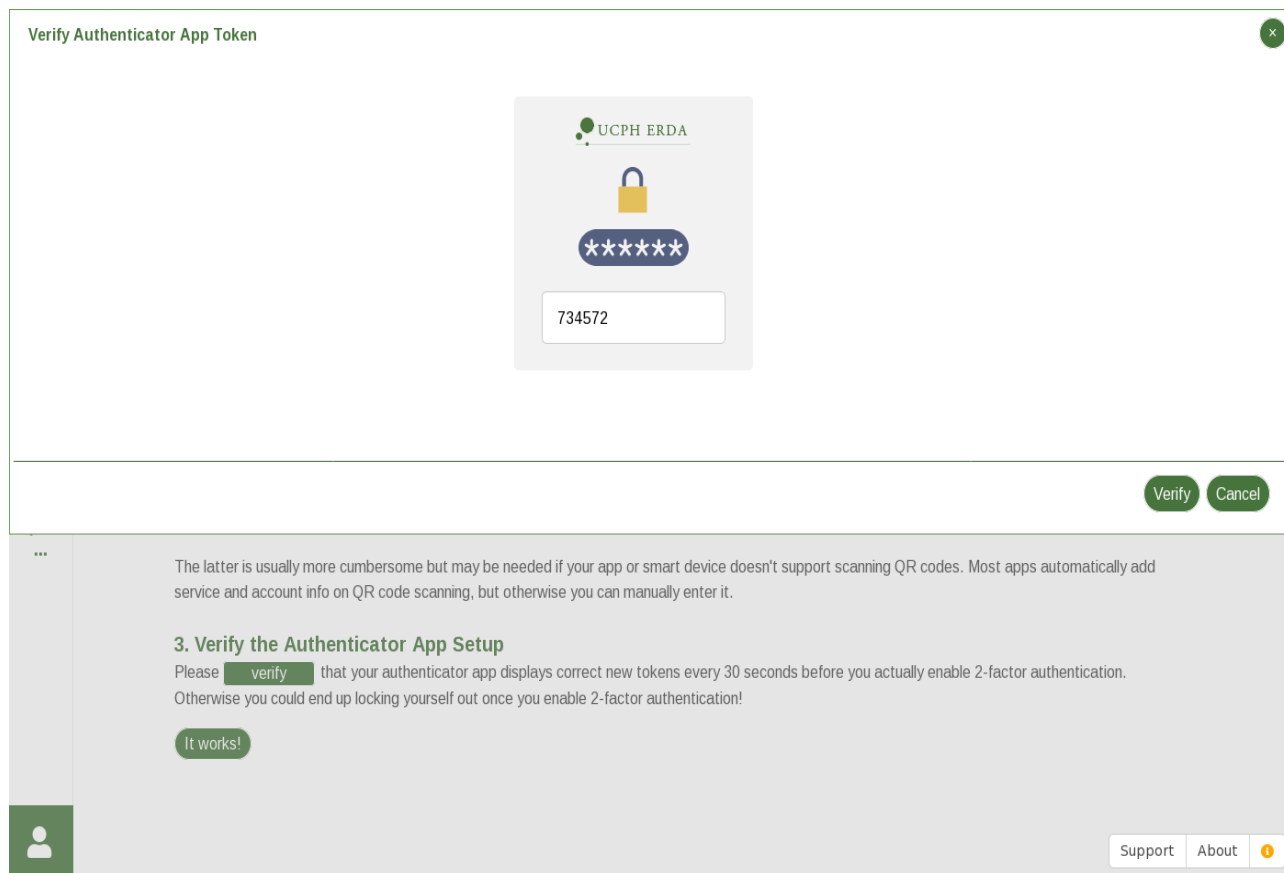 Verify Authenticator App Token
×
UCPH ERDA
******
734572
Verify Cancel
...
The latter is usually more cumbersome but may be needed if your app or smart device doesn't support scanning QR codes. Most apps automatically add
service and account info on QR code scanning, but otherwise you can manually enter it.
3. Verify the Authenticator App Setup
Please verify that your authenticator app displays correct new tokens every 30 seconds before you actually enable 2-factor authentication.
Otherwise you could end up locking yourself out once you enable 2-factor authentication!
It works!
Support About